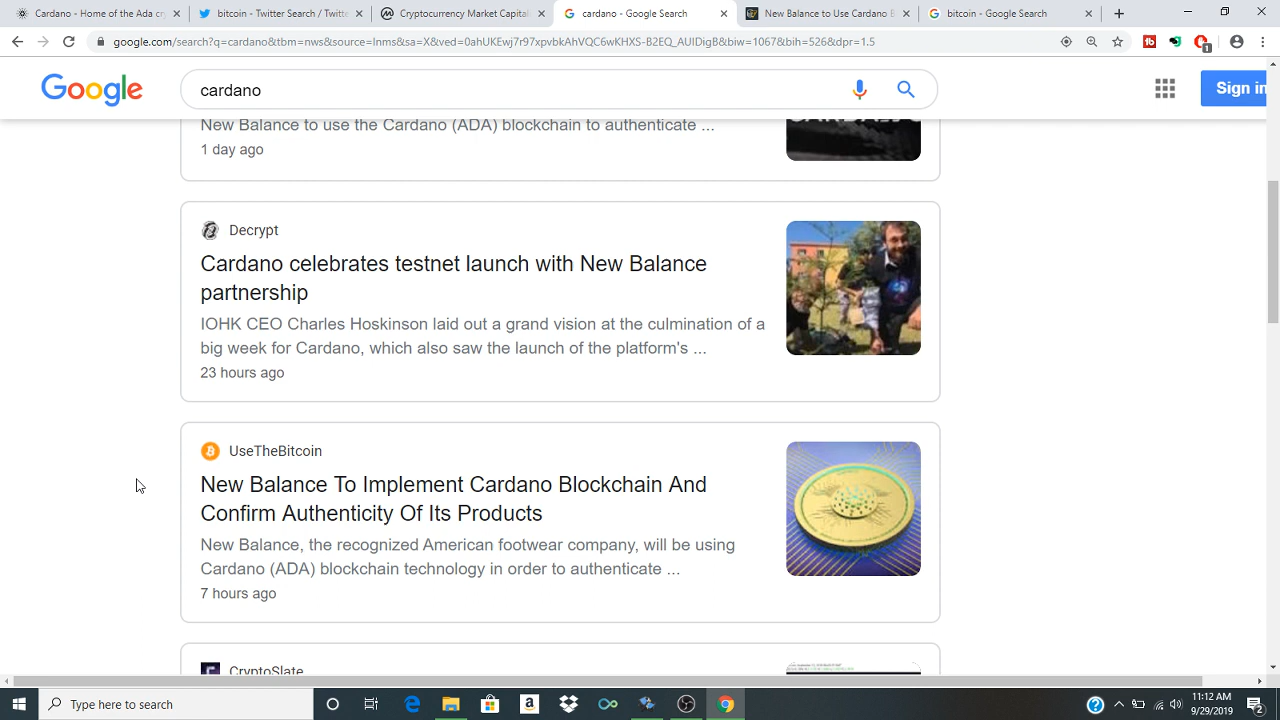 Cardano - Home of the Ada cry
bitcoin - Twitter Search / Twitte
Cryptocurrency Market Capital
cardano - Google Search
New Balance to Use Cardano B
bitcoin - Google Search
google.com/search?q=cardano&tbm=nws&source=lnms&sa=X&ved=0ahUKEwj7r97xpvbkAhVQC6wKHXS-B2EQ_AUIDigB&biw=1067&bih=526&dpr=1.5
Google
cardano
Sign in
New Balance to use the Cardano (ADA) blockchain to authenticate ...
1 day ago
Decrypt
Cardano celebrates testnet launch with New Balance
partnership
IOHK CEO Charles Hoskinson laid out a grand vision at the culmination of a
big week for Cardano, which also saw the launch of the platform's ...
23 hours ago
UseTheBitcoin
New Balance To Implement Cardano Blockchain And
Confirm Authenticity Of Its Products
New Balance, the recognized American footwear company, will be using
Cardano (ADA) blockchain technology in order to authenticate ...
7 hours ago
CryptoSlate
Type here to search
11:12 AM
9/29/2019